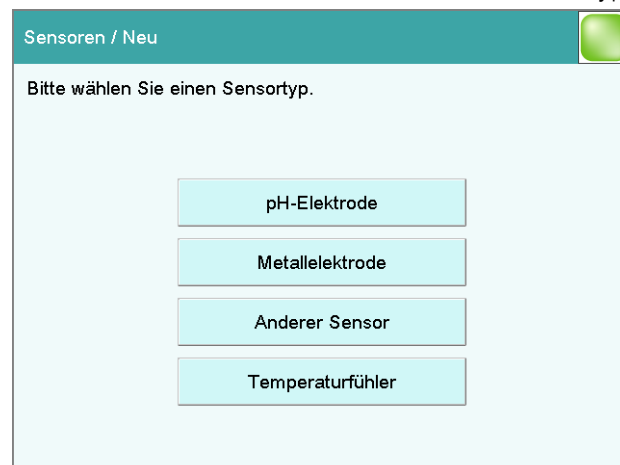 Sensoren / Neu
Bitte wählen Sie einen Sensortyp.
pH-Elektrode
Metallelektrode
Anderer Sensor
Temperaturfühler